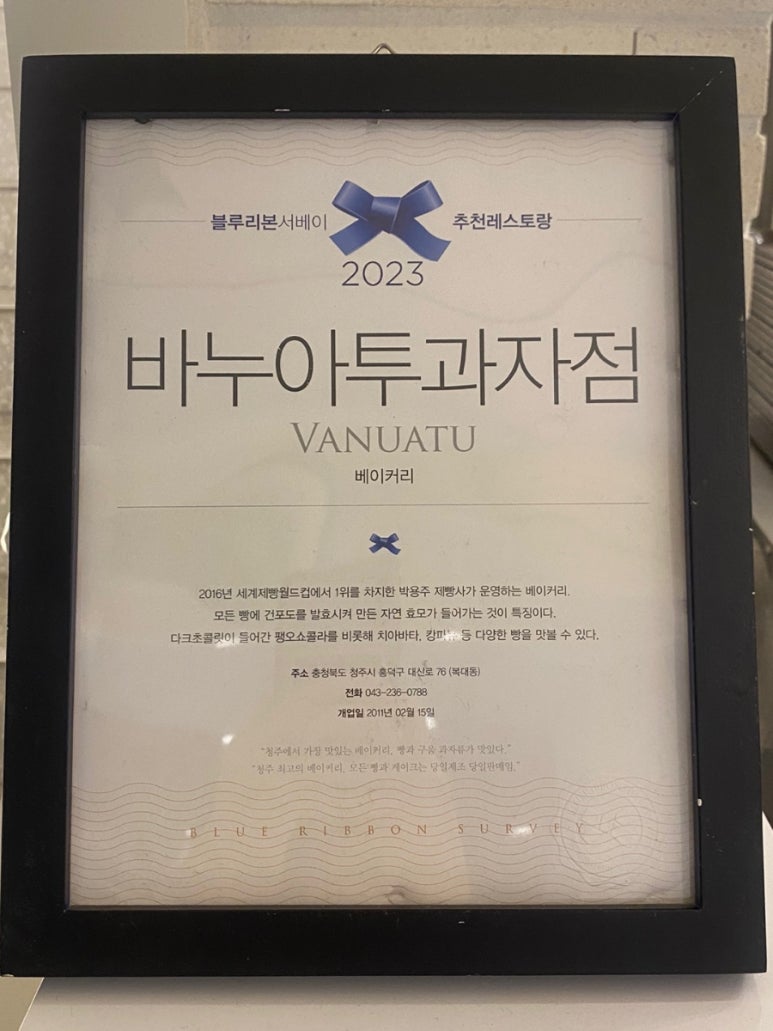 블루리본서베이 추천레스토랑
2023
바누아투과자점
VANUATU
베이커리
2016년 세계제빵월드컵에서 1위를 차지한 박용주 제빵사가 운영하는 베이커리.
모든 빵에 건포도를 발효시켜 만든 자연 효모가 들어가는 것이 특징이다.
다크초콜릿이 들어간 팽오쇼콜라를 비롯해 치아바타, 등 다양한 빵을 맛볼 수 있다.
주소 충청북도 청주시 흥덕구 대신로 76 (복대동)
전화 043-236-0788
개업일 2011년 02월 15일
"청주에서 가장 맛있는 베이커리. 빵과 구움 과자류가 맛있다."
"청주 최고의 베이커리. 모든 빵과 케이크는 당일제조 당일판매임."
BLUE RIBBON SURVEY